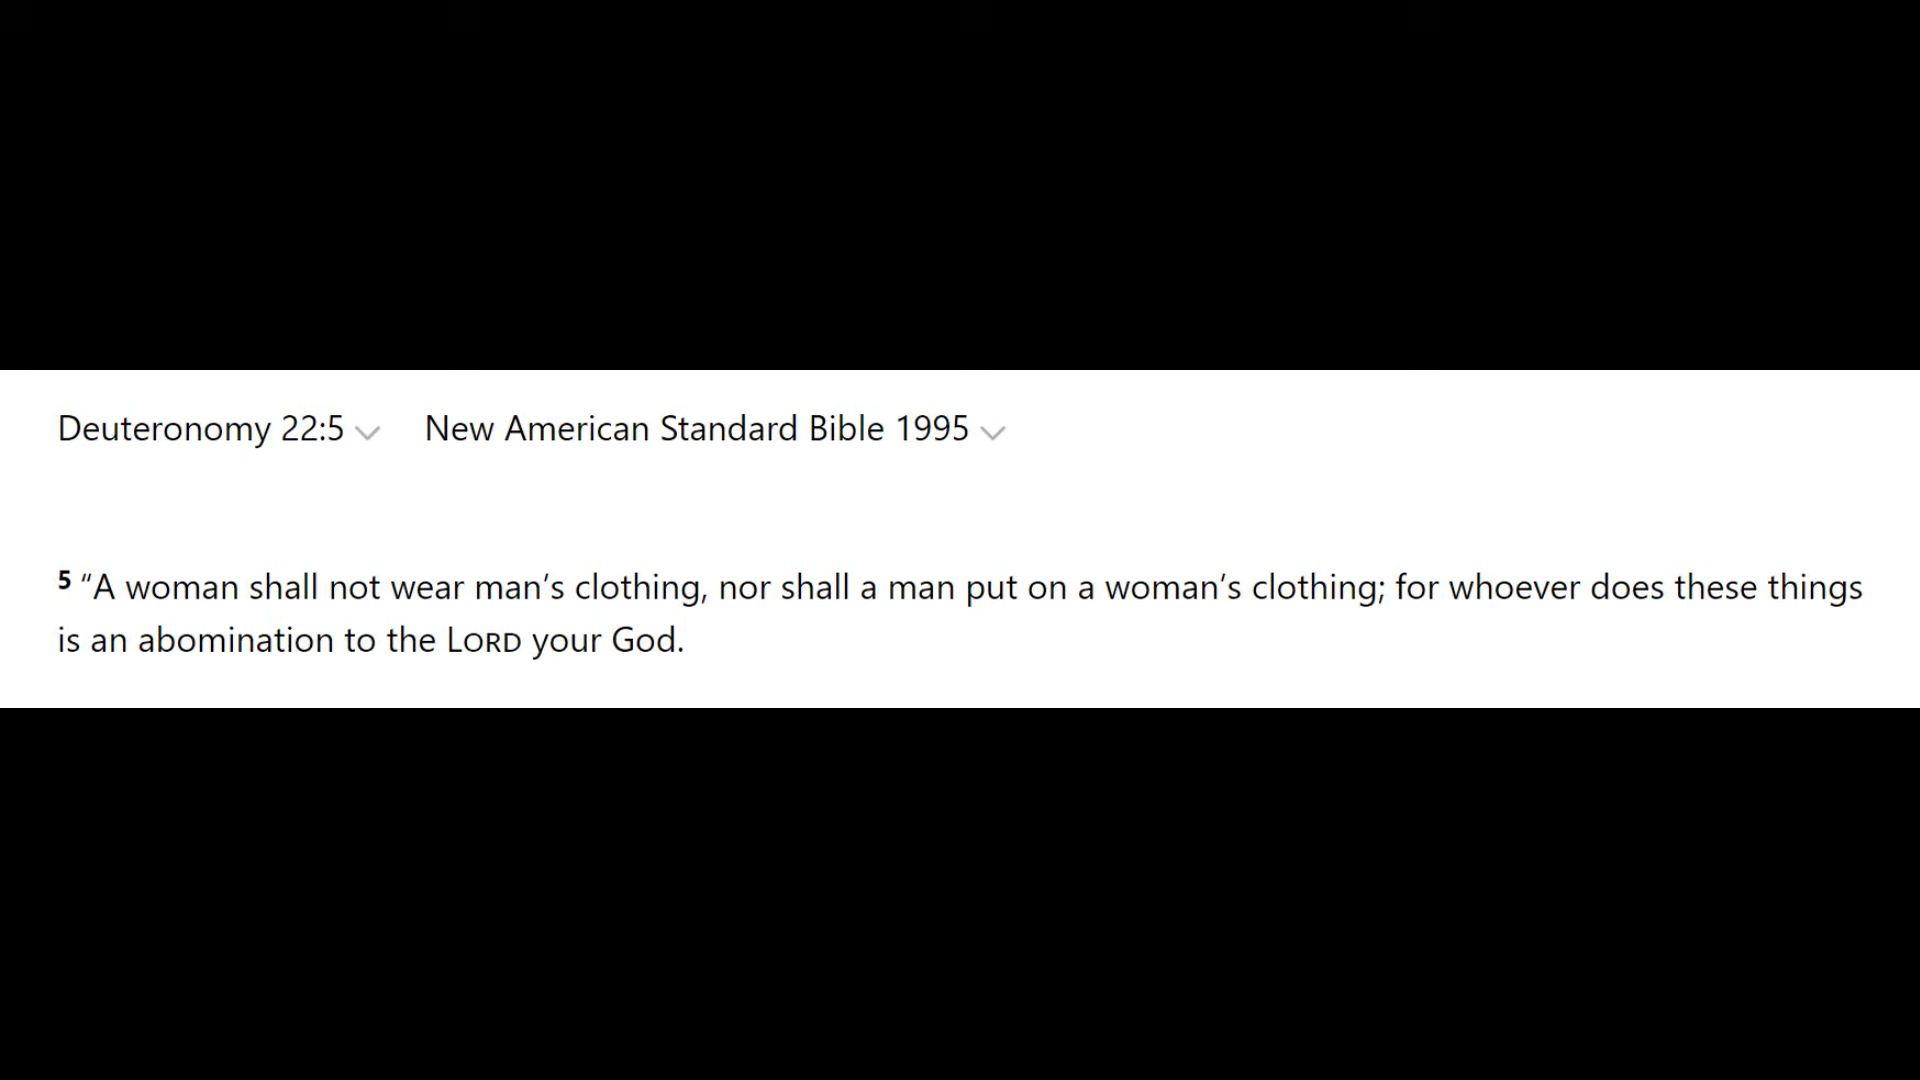 Deuteronomy 22:5 New American Standard Bible 1995
5 “A woman shall not wear man’s clothing, nor shall a man put on a woman’s clothing; for whoever does these things
is an abomination to the LORD your God.